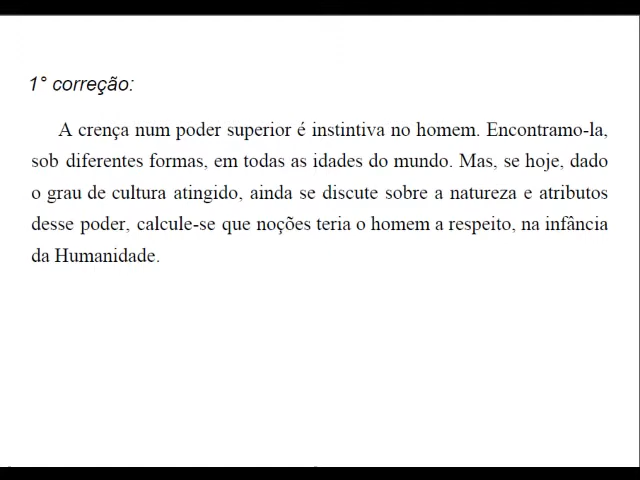 1° correção:
A crença num poder superior é instintiva no homem. Encontramo-la,
sob diferentes formas, em todas as idades do mundo. Mas, se hoje, dado
o grau de cultura atingido, ainda se discute sobre a natureza e atributos
desse poder, calcule-se que noções teria o homem a respeito, na infância
da Humanidade.